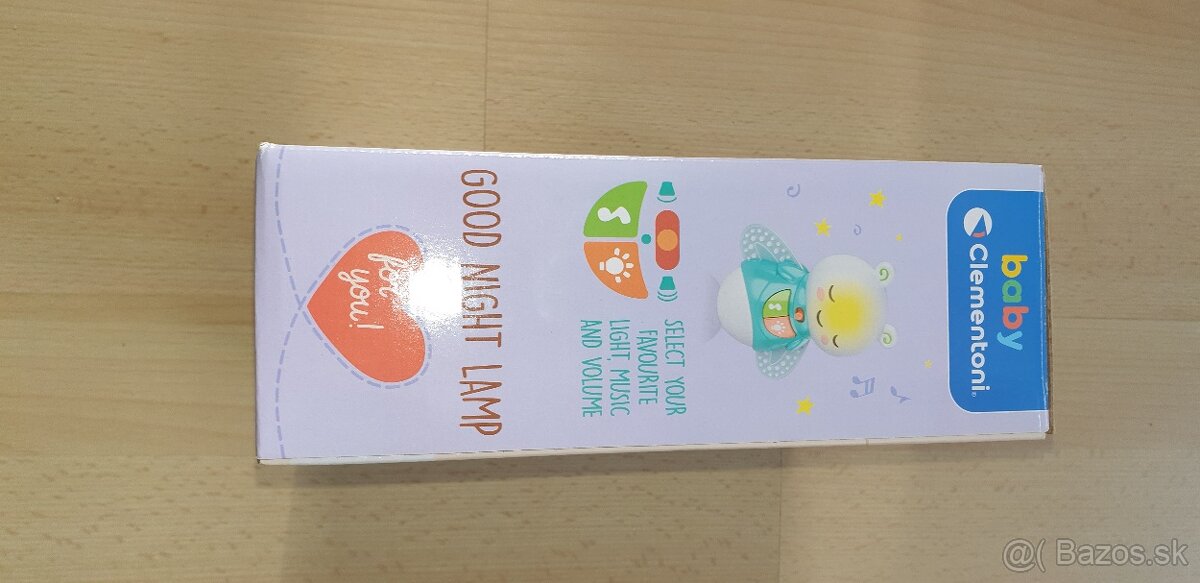 baby
Clementoni®
SELECT YOUR
FAVOURITE
LIGHT, MUSIC
AND VOLUME
GOOD NIGHT LAMP
for
you!
@( Bazos.sk